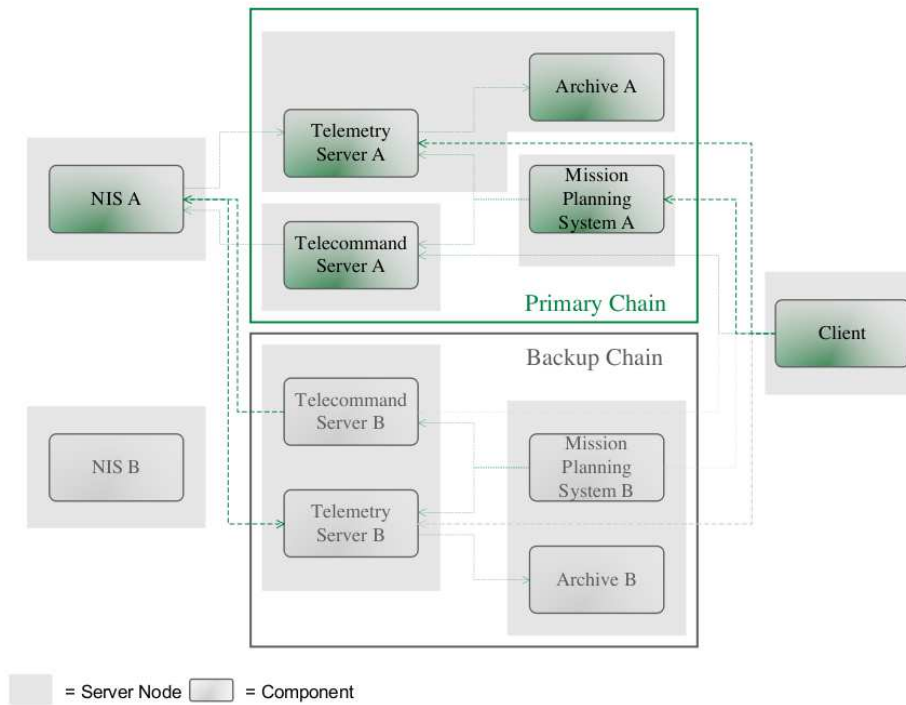 Archive A
Telemetry
Server A
NIS A
Mission
Planning
System A
Telecommand
Server A
Primary Chain
Client
Backup Chain
Telecommand
Server B
NIS B
Mission
Planning
System B
Telemetry
Server B
Archive B
= Server Node
= Component